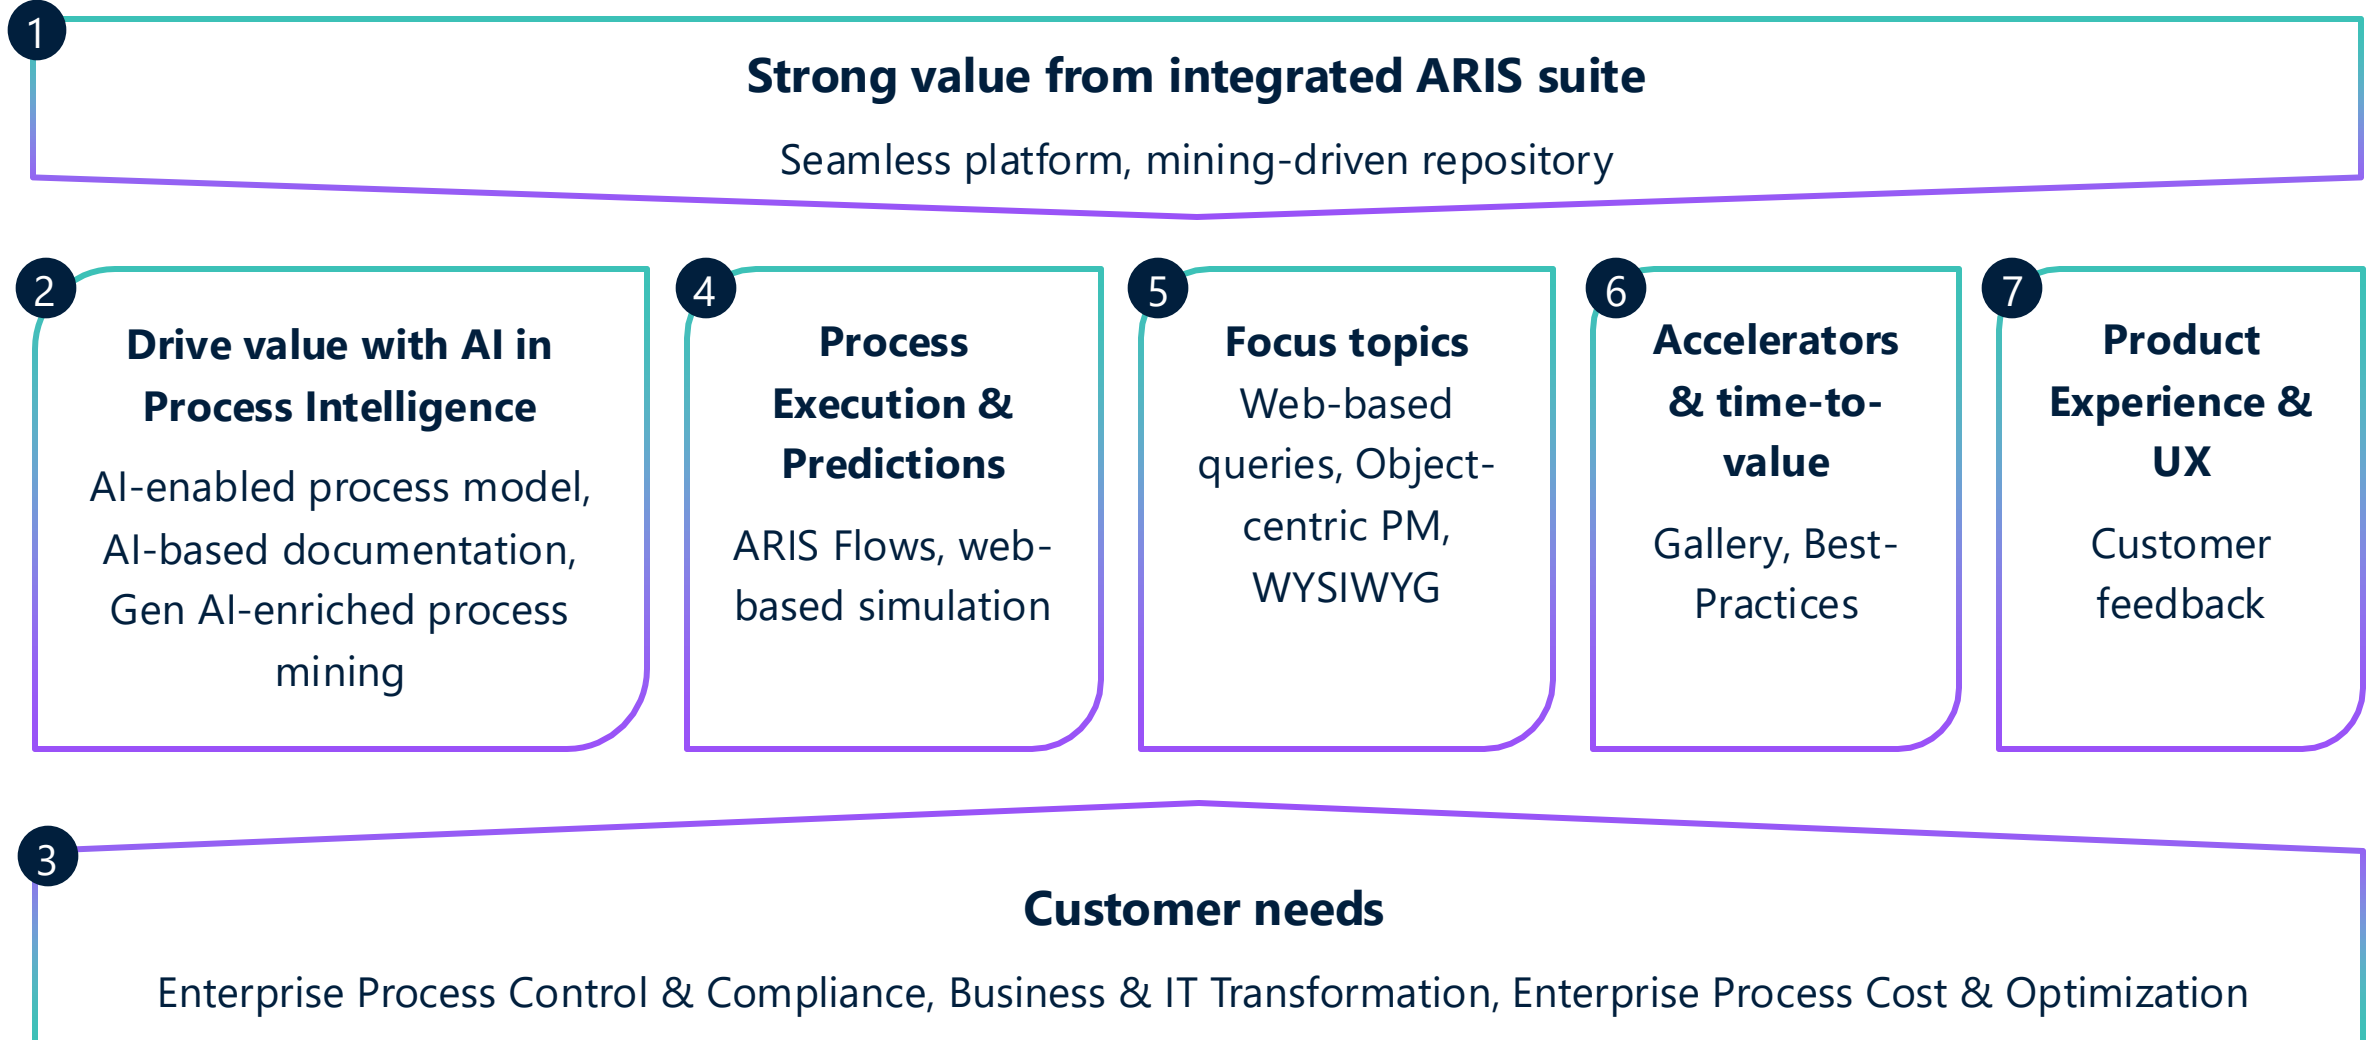 1
Strong value from integrated ARIS suite
Seamless platform, mining-driven repository
2
Drive value with AI in
Process Intelligence
AI-enabled process model,
AI-based documentation,
Gen AI-enriched process
mining
4
Process
Execution &
Predictions
ARIS Flows, web-
based simulation
5
Focus topics
Web-based
queries, Object-
centric PM,
WYSIWYG
6
Accelerators
& time-to-
value
Gallery, Best-
Practices
7
Product
Experience &
UX
Customer
feedback
3
Customer needs
Enterprise Process Control & Compliance, Business & IT Transformation, Enterprise Process Cost & Optimization